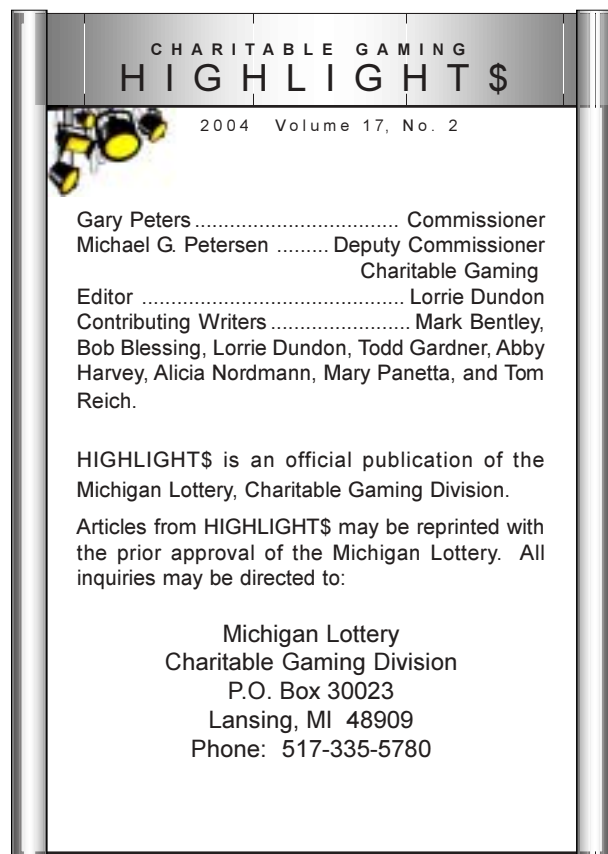 CHARITABLE GAMING
HIGHLIGHT$
2004 Volume 17, No. 2
Gary Peters ................................... Commissioner
Michael G. Petersen ......... Deputy Commissioner
Charitable Gaming
Editor ............................................. Lorrie Dundon
Contributing Writers ........................ Mark Bentley,
Bob Blessing, Lorrie Dundon, Todd Gardner, Abby
Harvey, Alicia Nordmann, Mary Panetta, and Tom
Reich.
HIGHLIGHT$ is an official publication of the
Michigan Lottery, Charitable Gaming Division.
Articles from HIGHLIGHT$ may be reprinted with
the prior approval of the Michigan Lottery. All
inquiries may be directed to:
Michigan Lottery
Charitable Gaming Division
P.O. Box 30023
Lansing, MI 48909
Phone: 517-335-5780